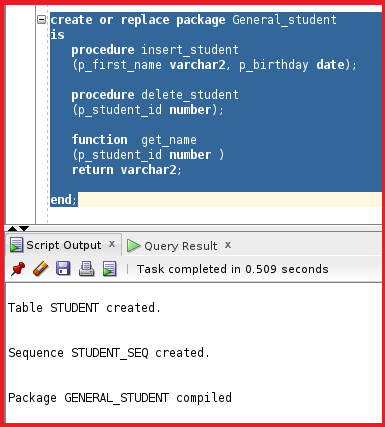 create or replace package General_student
is
procedure insert_student
(p_first_name varchar2, p_birthday date);
procedure delete_student
(p_student_id number);
function  get_name
(p_student_id number )
return varchar2;
end;
Script Output x Query Result x
Task completed in 0.509 seconds
Table STUDENT created.
Sequence STUDENT_SEQ created.
Package GENERAL_STUDENT compiled